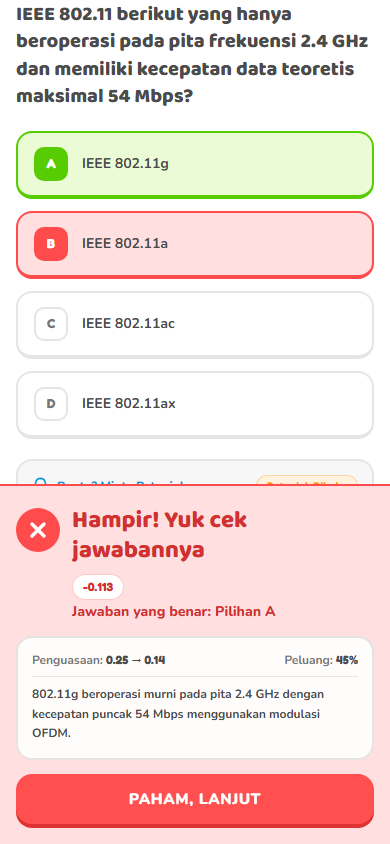 IEEE 802.11 berikut yang hanya
beroperasi pada pita frekuensi 2.4 GHz
dan memiliki kecepatan data teoretis
maksimal 54 Mbps?
A IEEE 802.11g
B IEEE 802.11a
C IEEE 802.11ac
D IEEE 802.11ax
Hampir! Yuk cek
jawabannya
-0.113
Jawaban yang benar: Pilihan A
Penguasaan: 0.25 → 0.14 Peluang: 45%
802.11g beroperasi murni pada pita 2.4 GHz dengan
kecepatan puncak 54 Mbps menggunakan modulasi
OFDM.
PAHAM, LANJUT